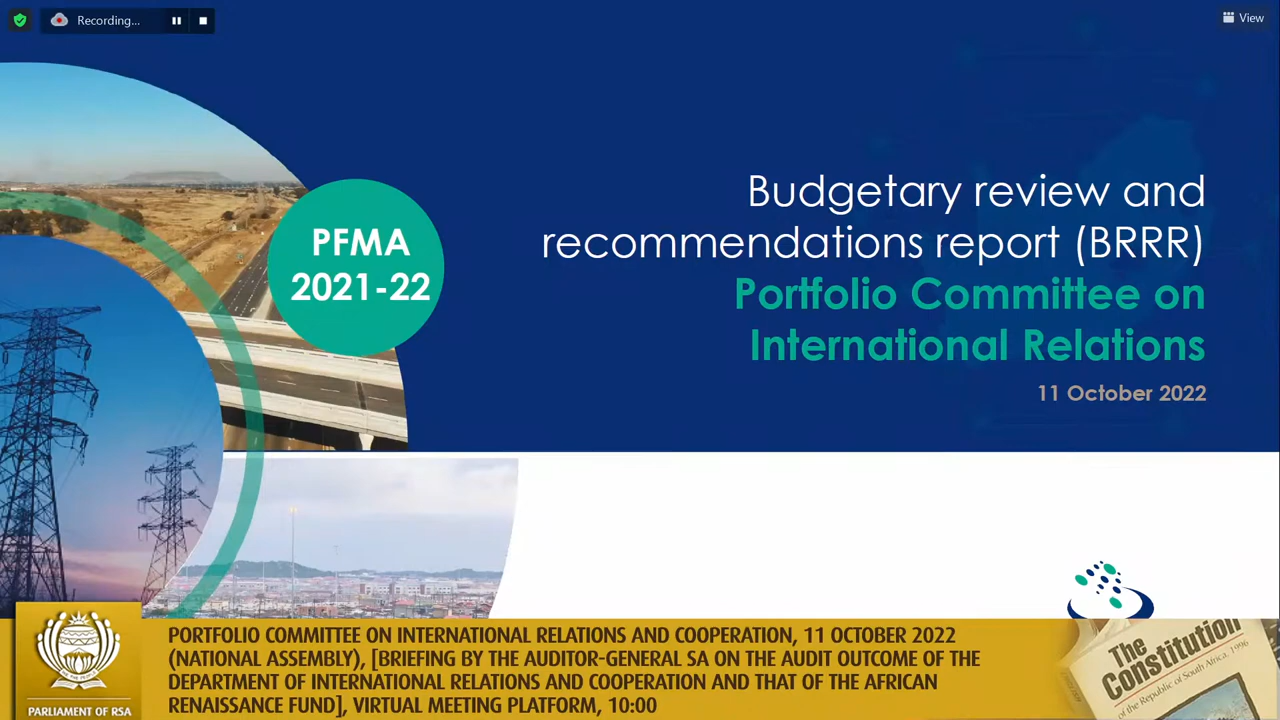 Recording...
View
PFMA
2021-22
Budgetary review and
recommendations report (BRRR)
Portfolio Committee on
International Relations
11 October 2022
PARLIAMENT OF RSA
PORTFOLIO COMMITTEE ON INTERNATIONAL RELATIONS AND COOPERATION, 11 OCTOBER 2022
(NATIONAL ASSEMBLY), [BRIEFING BY THE AUDITOR-GENERAL SA ON THE AUDIT OUTCOME OF THE
DEPARTMENT OF INTERNATIONAL RELATIONS AND COOPERATION AND THAT OF THE AFRICAN
RENAISSANCE FUND], VIRTUAL MEETING PLATFORM, 10:00
The
Constitution
of the Republic of South Africa, 1996